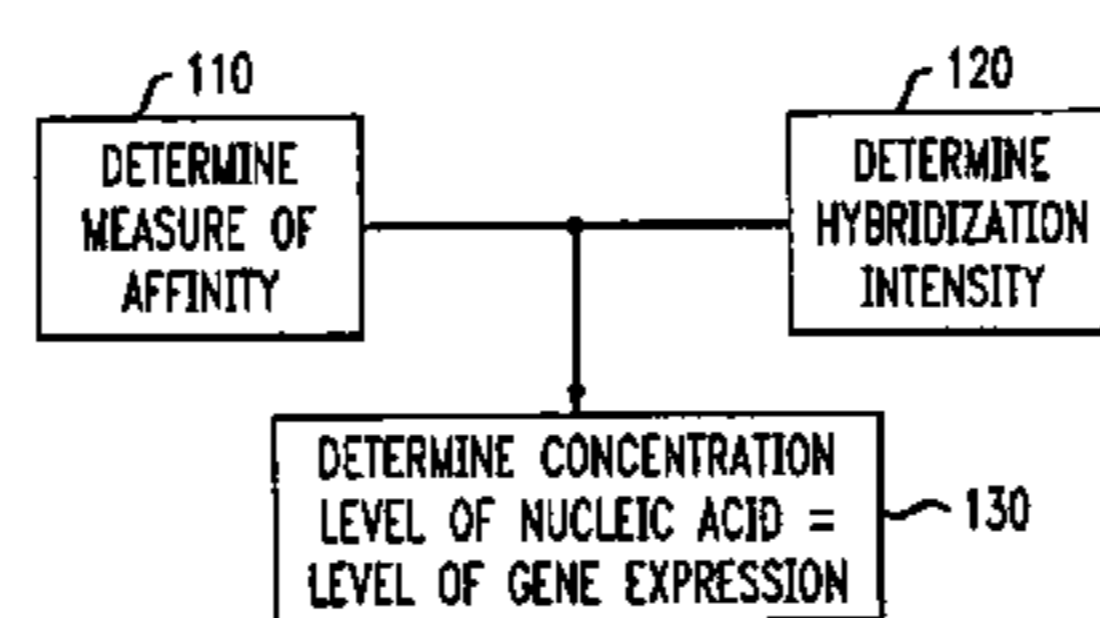 110
DETERMINE
MEASURE OF
AFFINITY
120
DETERMINE
HYBRIDIZATION
INTENSITY
DETERMINE CONCENTRATION
LEVEL OF NUCLEIC ACID =
LEVEL OF GENE EXPRESSION
130